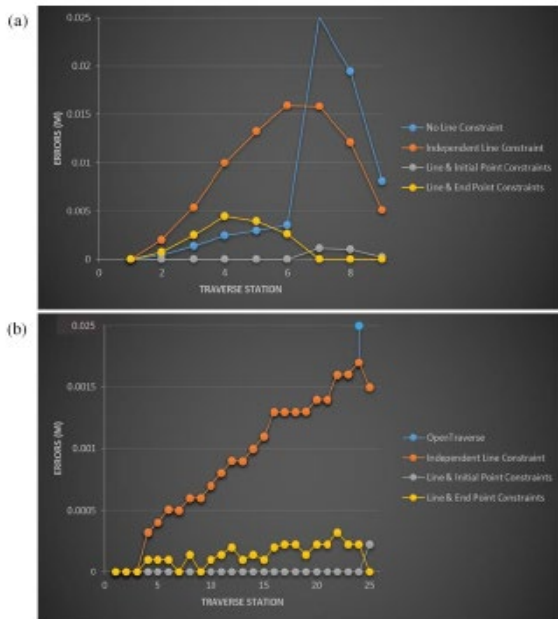 (a)
0.025
0.02
0.015
0.01
0.005
0
ERRORS (M)
0 2 4 6 8
TRAVERSE STATION
No Line Constraint
Independent Line Constraint
Line & Initial Point Constraints
Line & End Point Constraints
(b)
0.025
0.0015
0.001
0.0005
0
ERRORS (M)
0 5 10 15 20 25
TRAVERSE STATION
OpenTraverse
Independent Line Constraint
Line & Initial Point Constraints
Line & End Point Constraints